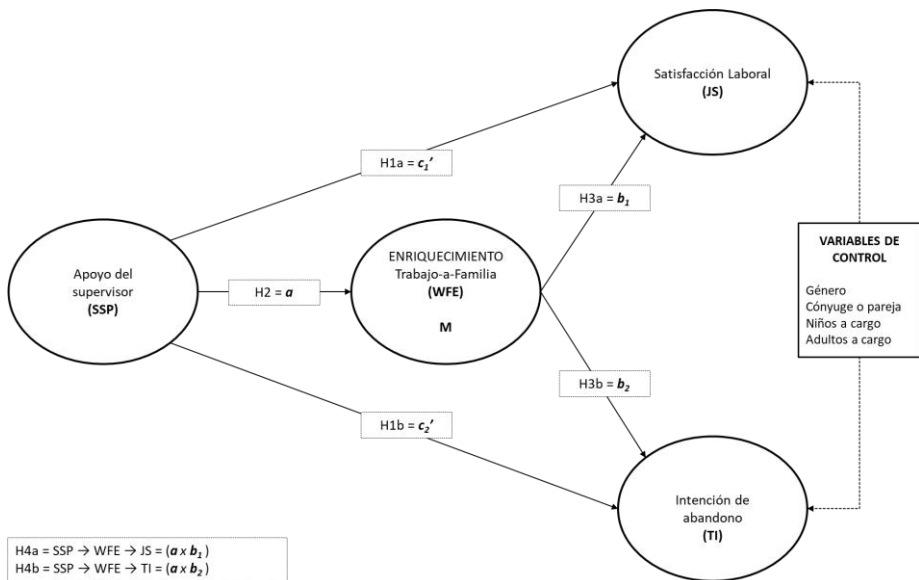 Satisfacción Laboral
(JS)
H1a = c₁’
H3a = b₁
Apoyo del
supervisor
(SSP)
H2 = a
ENRIQUECIMIENTO
Trabajo-a-Familia
(WFE)
M
VARIABLES DE
CONTROL
Género
Cónyuge o pareja
Niños a cargo
Adultos a cargo
H3b = b₂
H1b = c₂’
Intención de
abandono
(TI)
H4a = SSP → WFE → JS = (a x b₁)
H4b = SSP → WFE → TI = (a x b₂)